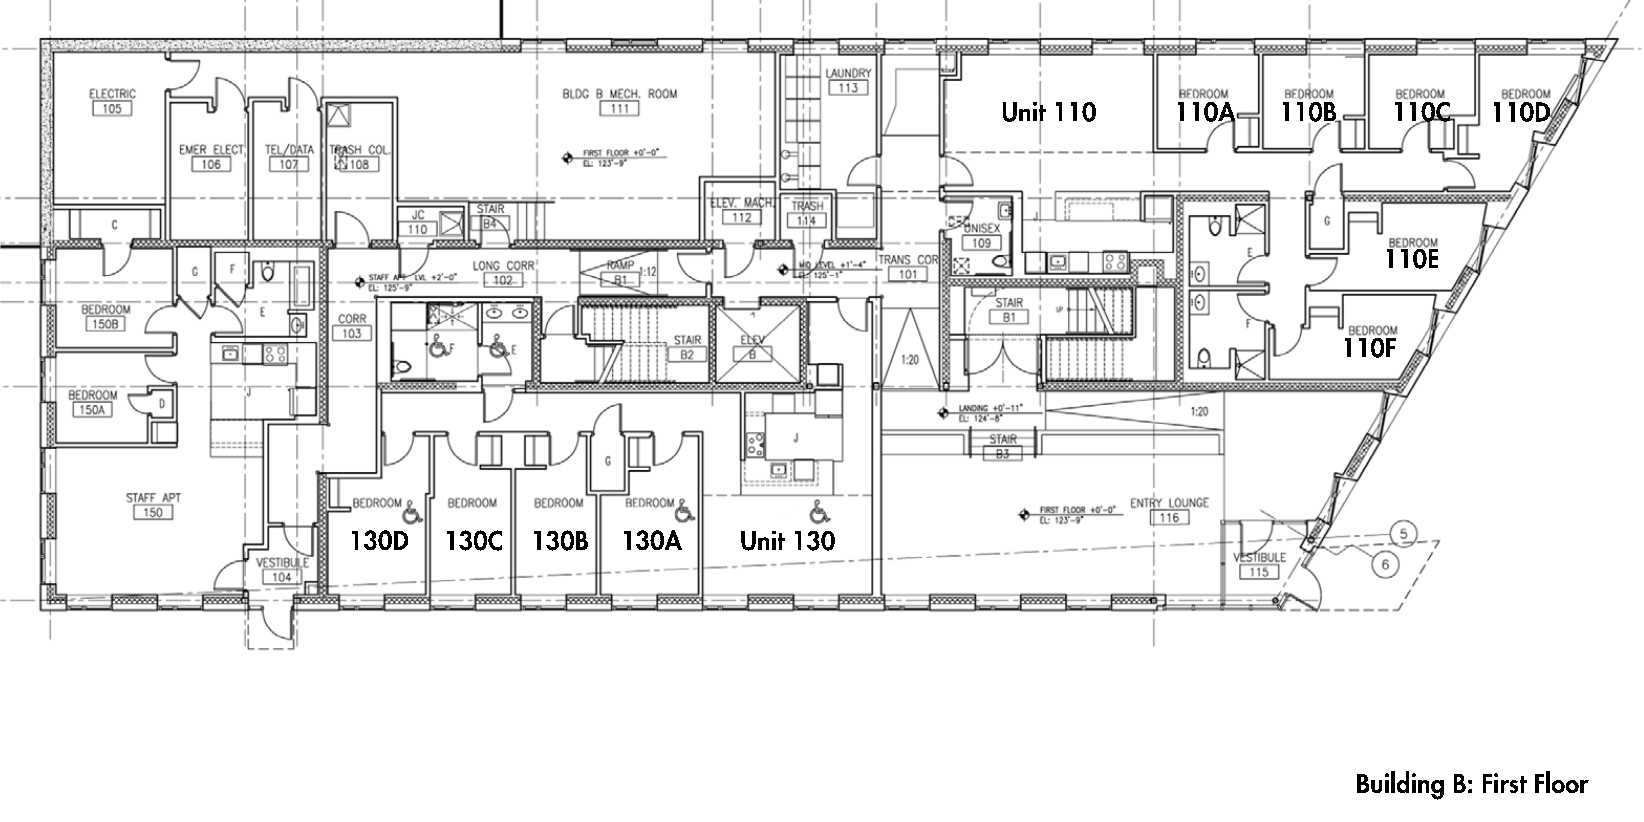 ELECTRIC
105
EMER ELECT
106
TEL/DATA
107
TRASH COL.
108
BLDG B MECH. ROOM
111
FIRST FLOOR +0'-0"
EL: 123'-9"
LAUNDRY
113
Unit 110
BEDROOM
110A
BEDROOM
110B
BEDROOM
110C
BEDROOM
110D
C
JC
110
STAIR
B4
ELEV. MACH.
112
TRASH
114
UNISEX
109
J
G
E
BEDROOM
110E
G
F
STAFF APT LVL +2'-0"
EL: 125'-9"
LONG CORR
102
RAMP
B1
1:12
MID LEVEL +1'-4"
EL: 125'-1"
TRANS COR
101
BEDROOM
150B
E
CORR
103
F
E
STAIR
B2
ELEV
B
STAIR
B1
UP
F
BEDROOM
110F
1:20
BEDROOM
150A
D
J
LANDING +0'-11"
EL: 124'-8"
1:20
STAIR
B3
G
J
STAFF APT
150
BEDROOM
130D
BEDROOM
130C
BEDROOM
130B
BEDROOM
130A
Unit 130
FIRST FLOOR +0'-0"
EL: 123'-9"
ENTRY LOUNGE
116
VESTIBULE
104
VESTIBULE
115
5
6
Building B: First Floor